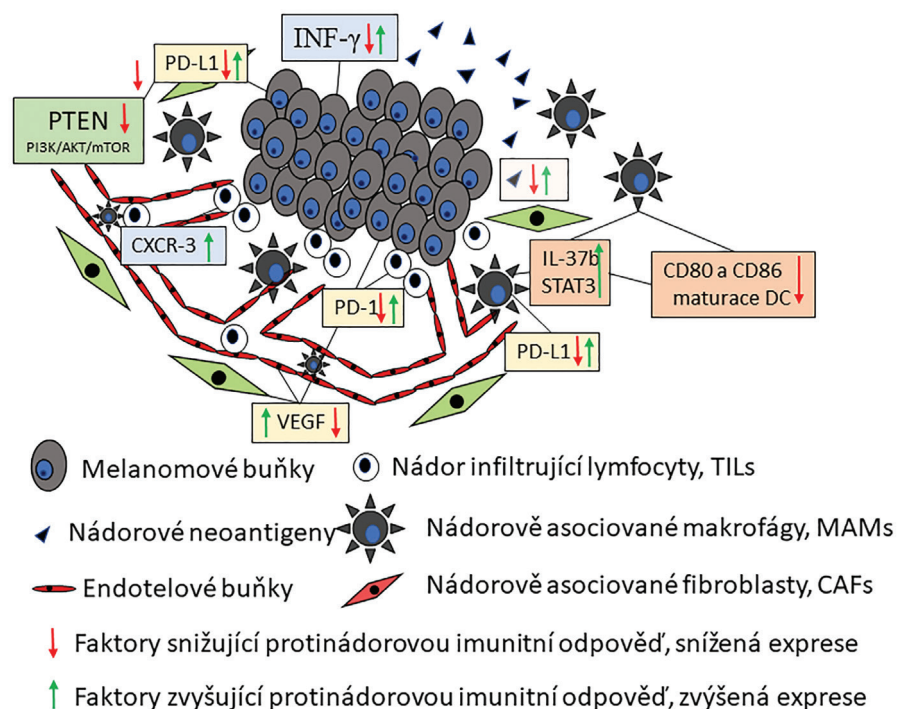 INF-γ
PD-L1
PTEN
PI3K/AKT/mTOR
CXCR-3
IL-37b
STAT3
CD80 a CD86
maturace DC
PD-1
PD-L1
VEGF
Melanomové buňky
Nádor infiltrující lymfocyty, TILs
Nádorové neoantigeny
Nádorově asociované makrofágy, MAMs
Endotelové buňky
Nádorově asociované fibroblasty, CAFs
Faktory snižující protinádorovou imunitní odpověď, snížená exprese
Faktory zvyšující protinádorovou imunitní odpověď, zvýšená exprese